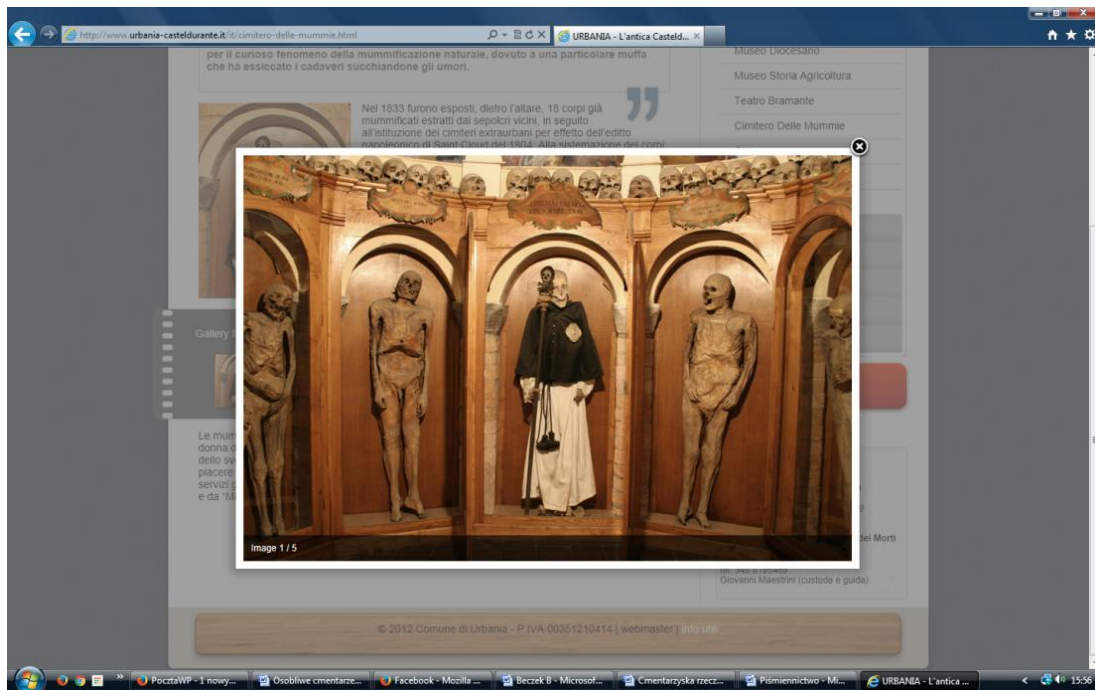 http://www.urbania-casteldurante.it/it/cimitero-delle-mummie.html
URBANIA - L'antica Casteld...
per il curioso fenomeno della mummificazione naturale, dovuto a una particolare muffa
che ha essiccato i cadaveri succhiandone gli umori.
Nel 1833 furono esposti, dietro l'altare, 18 corpi già
mummificati estratti dai sepolcri vicini, in seguito
all'istituzione dei cimiteri extraurbani per effetto dell'editto
napoleonico di Saint Cloud del 1804. Alla sistemazione dei corpi
Museo Diocesano
Museo Storia Agricoltura
Teatro Bramante
Cimitero Delle Mummie
Gallery
Le mum
donna d
dello sv
piacere
servizi g
e da "Mi
Image 1 / 5
dei Morti
Giovanni Maestrini (custode e guida)
© 2012 Comune di Urbania - P.IVA 00351210414 | webmaster | info utili
PocztaWP - 1 nowy...
Osobliwe cmentarze...
Facebook - Mozilla ...
Beczek B - Microsof...
Cmentarzyska rzecz...
Piśmiennictwo - Mi...
URBANIA - L'antica ...
15:56